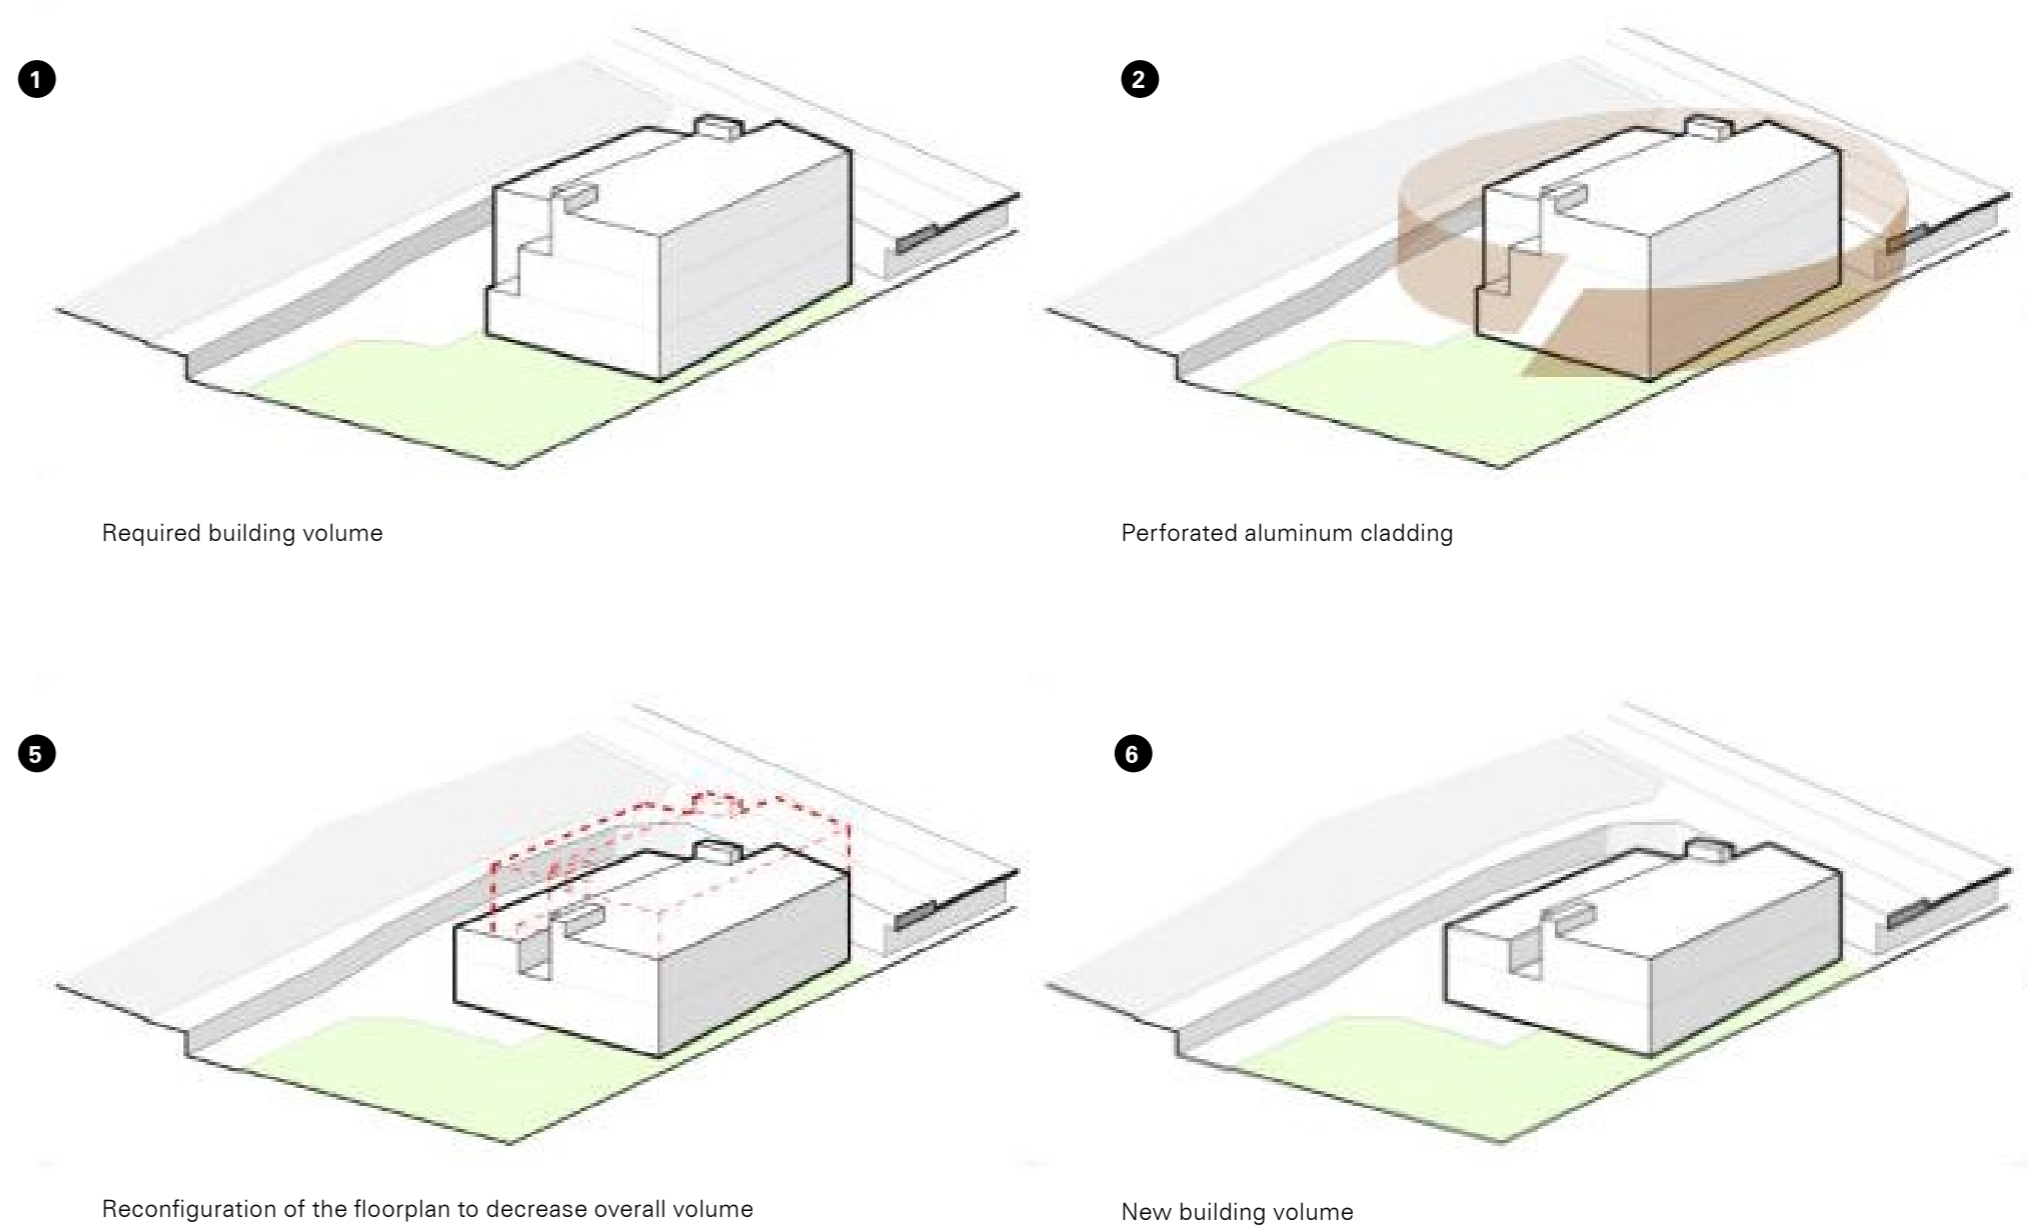 1
2
Required building volume
Perforated aluminum cladding
5
6
Reconfiguration of the floorplan to decrease overall volume
New building volume